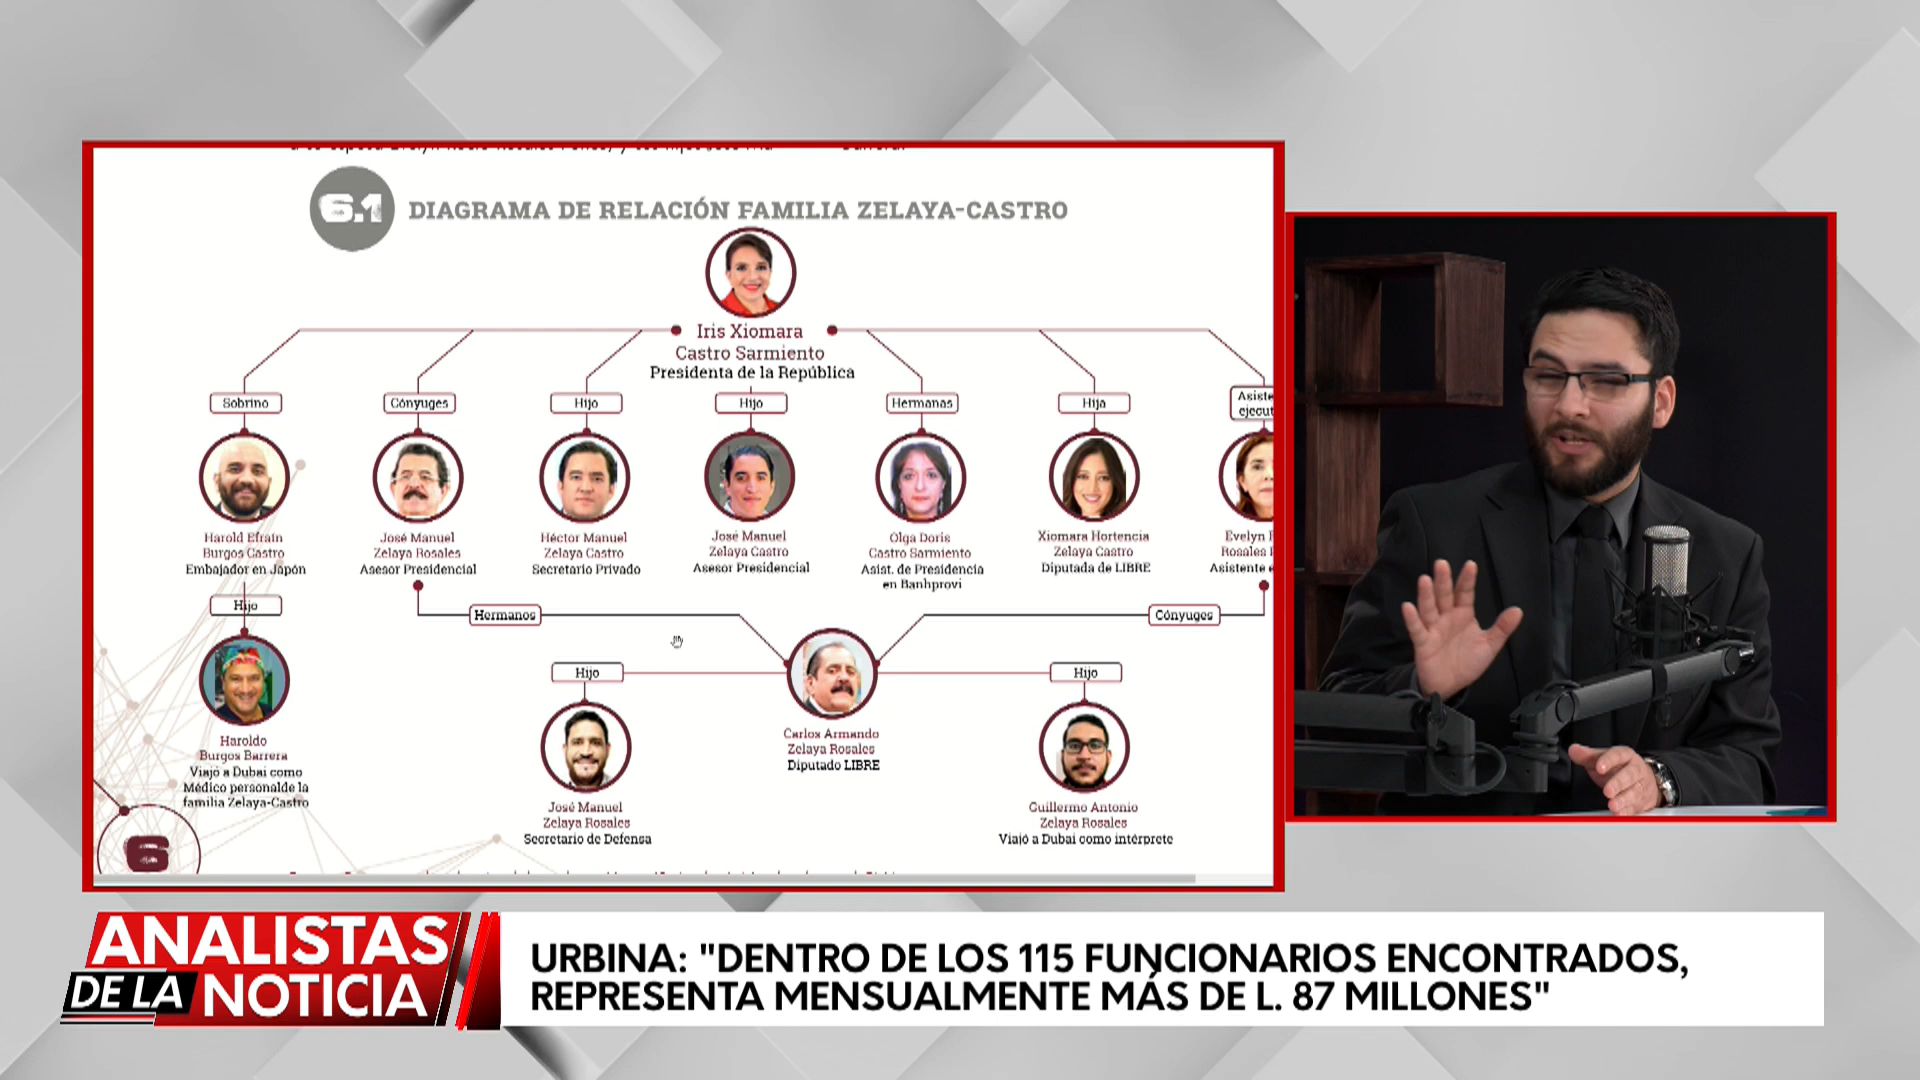 6.1
DIAGRAMA DE RELACIÓN FAMILIA ZELAYA-CASTRO
Iris Xiomara
Castro Sarmiento
Presidenta de la República
Sobrino
Cónyuges
Hijo
Hijo
Hermanas
Hija
Asiste
ejecut
Harold Efraín
Burgos Castro
Embajador en Japón
José Manuel
Zelaya Rosales
Asesor Presidencial
Héctor Manuel
Zelaya Castro
Secretario Privado
José Manuel
Zelaya Castro
Asesor Presidencial
Olga Doris
Castro Sarmiento
Asist. de Presidencia
en Banhprovi
Xiomara Hortencia
Zelaya Castro
Diputada de LIBRE
Evelyn
Rosales
Asistente
Hijo
Hermanos
Cónyuges
Hijo
Hijo
Haroldo
Burgos Barrera
Viajó a Dubai como
Médico personalde la
familia Zelaya-Castro
José Manuel
Zelaya Rosales
Secretario de Defensa
Carlos Armando
Zelaya Rosales
Diputado LIBRE
Guillermo Antonio
Zelaya Rosales
Viajó a Dubai como intérprete
6
ANALISTAS
DE LA NOTICIA
URBINA: "DENTRO DE LOS 115 FUNCIONARIOS ENCONTRADOS,
REPRESENTA MENSUALMENTE MÁS DE L. 87 MILLONES"